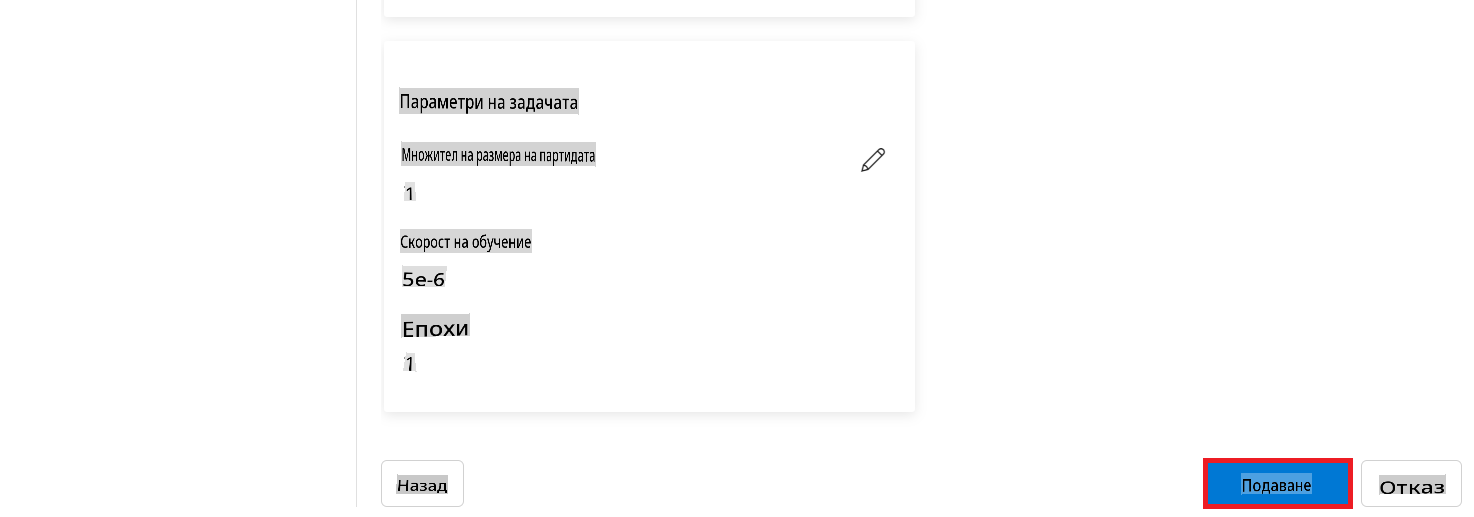 Параметри на задачата
Множител на размера на партидата
1
Скорост на обучение
5e-6
Епохи
1
Назад
Подаване
Отказ